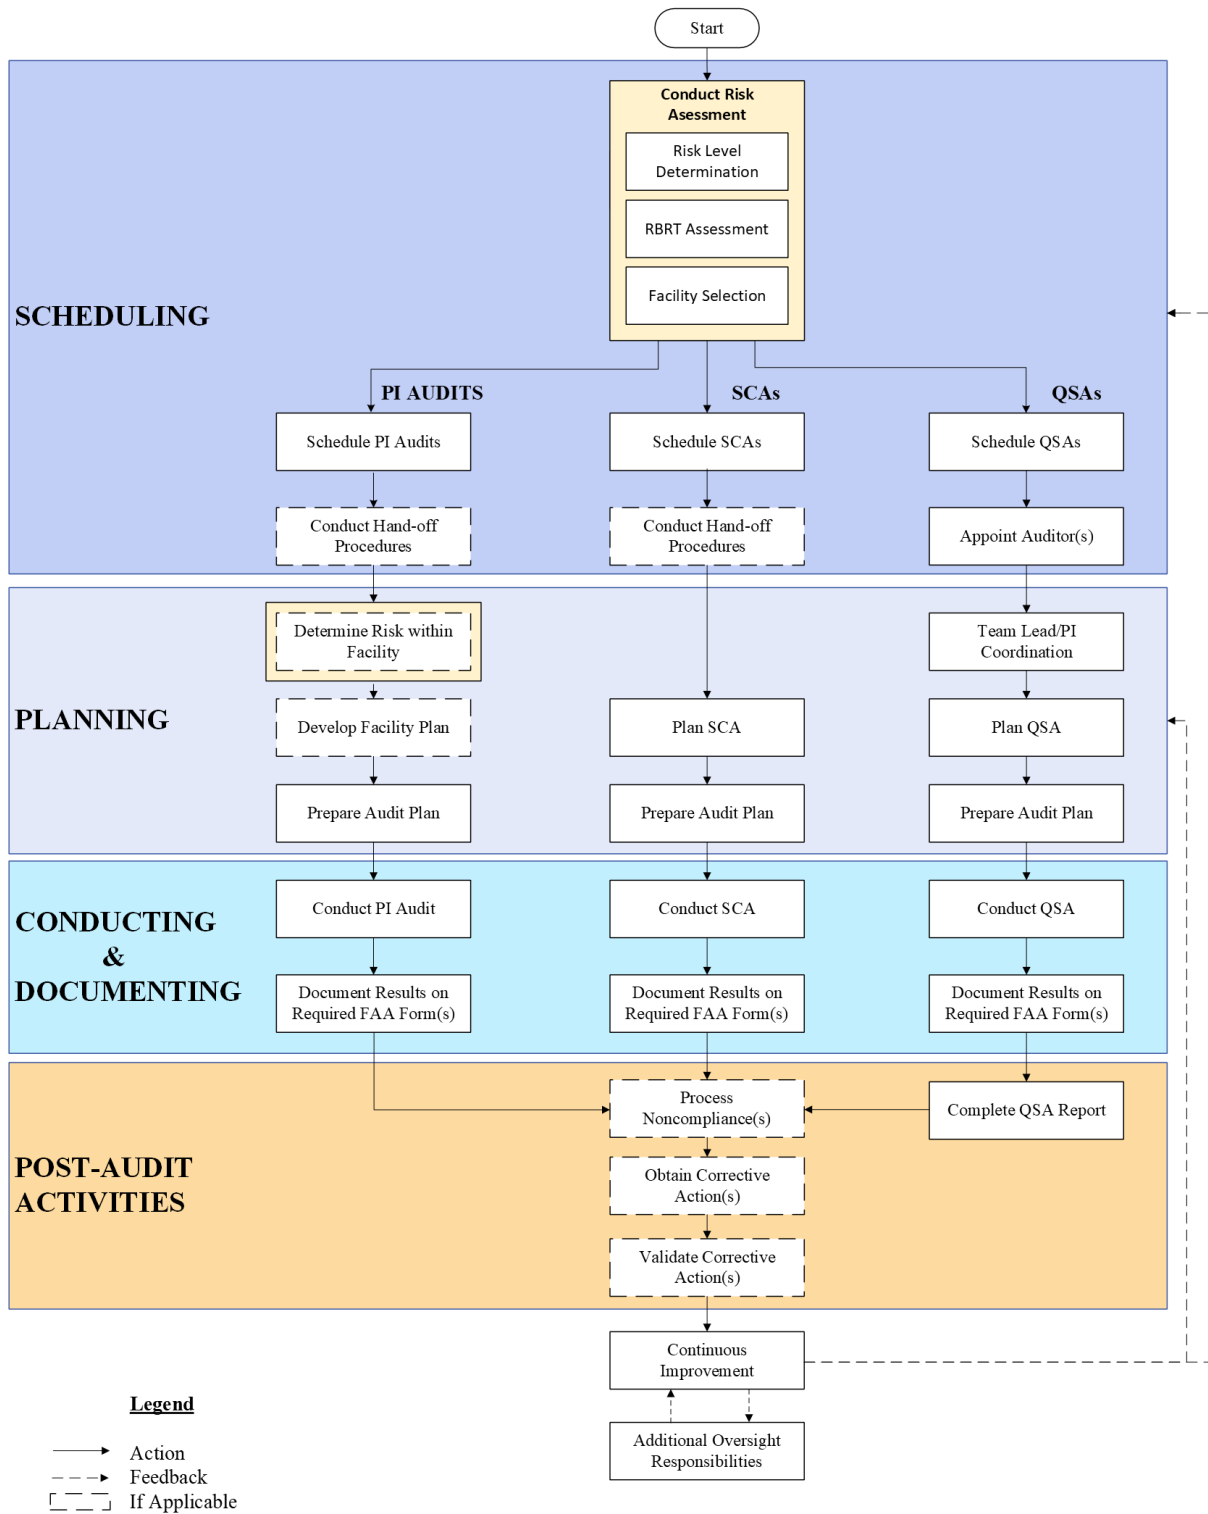 Start
Conduct Risk
Asessment
Risk Level
Determination
RBRT Assessment
Facility Selection
SCHEDULING
PI AUDITS
SCAs
QSAs
Schedule PI Audits
Schedule SCAs
Schedule QSAs
Conduct Hand-off
Procedures
Conduct Hand-off
Procedures
Appoint Auditor(s)
PLANNING
Determine Risk within
Facility
Team Lead/PI
Coordination
Develop Facility Plan
Plan SCA
Plan QSA
Prepare Audit Plan
Prepare Audit Plan
Prepare Audit Plan
CONDUCTING
&
DOCUMENTING
Conduct PI Audit
Conduct SCA
Conduct QSA
Document Results on
Required FAA Form(s)
Document Results on
Required FAA Form(s)
Document Results on
Required FAA Form(s)
POST-AUDIT
ACTIVITIES
Process
Noncompliance(s)
Complete QSA Report
Obtain Corrective
Action(s)
Validate Corrective
Action(s)
Continuous
Improvement
Additional Oversight
Responsibilities
Legend
Action
Feedback
If Applicable